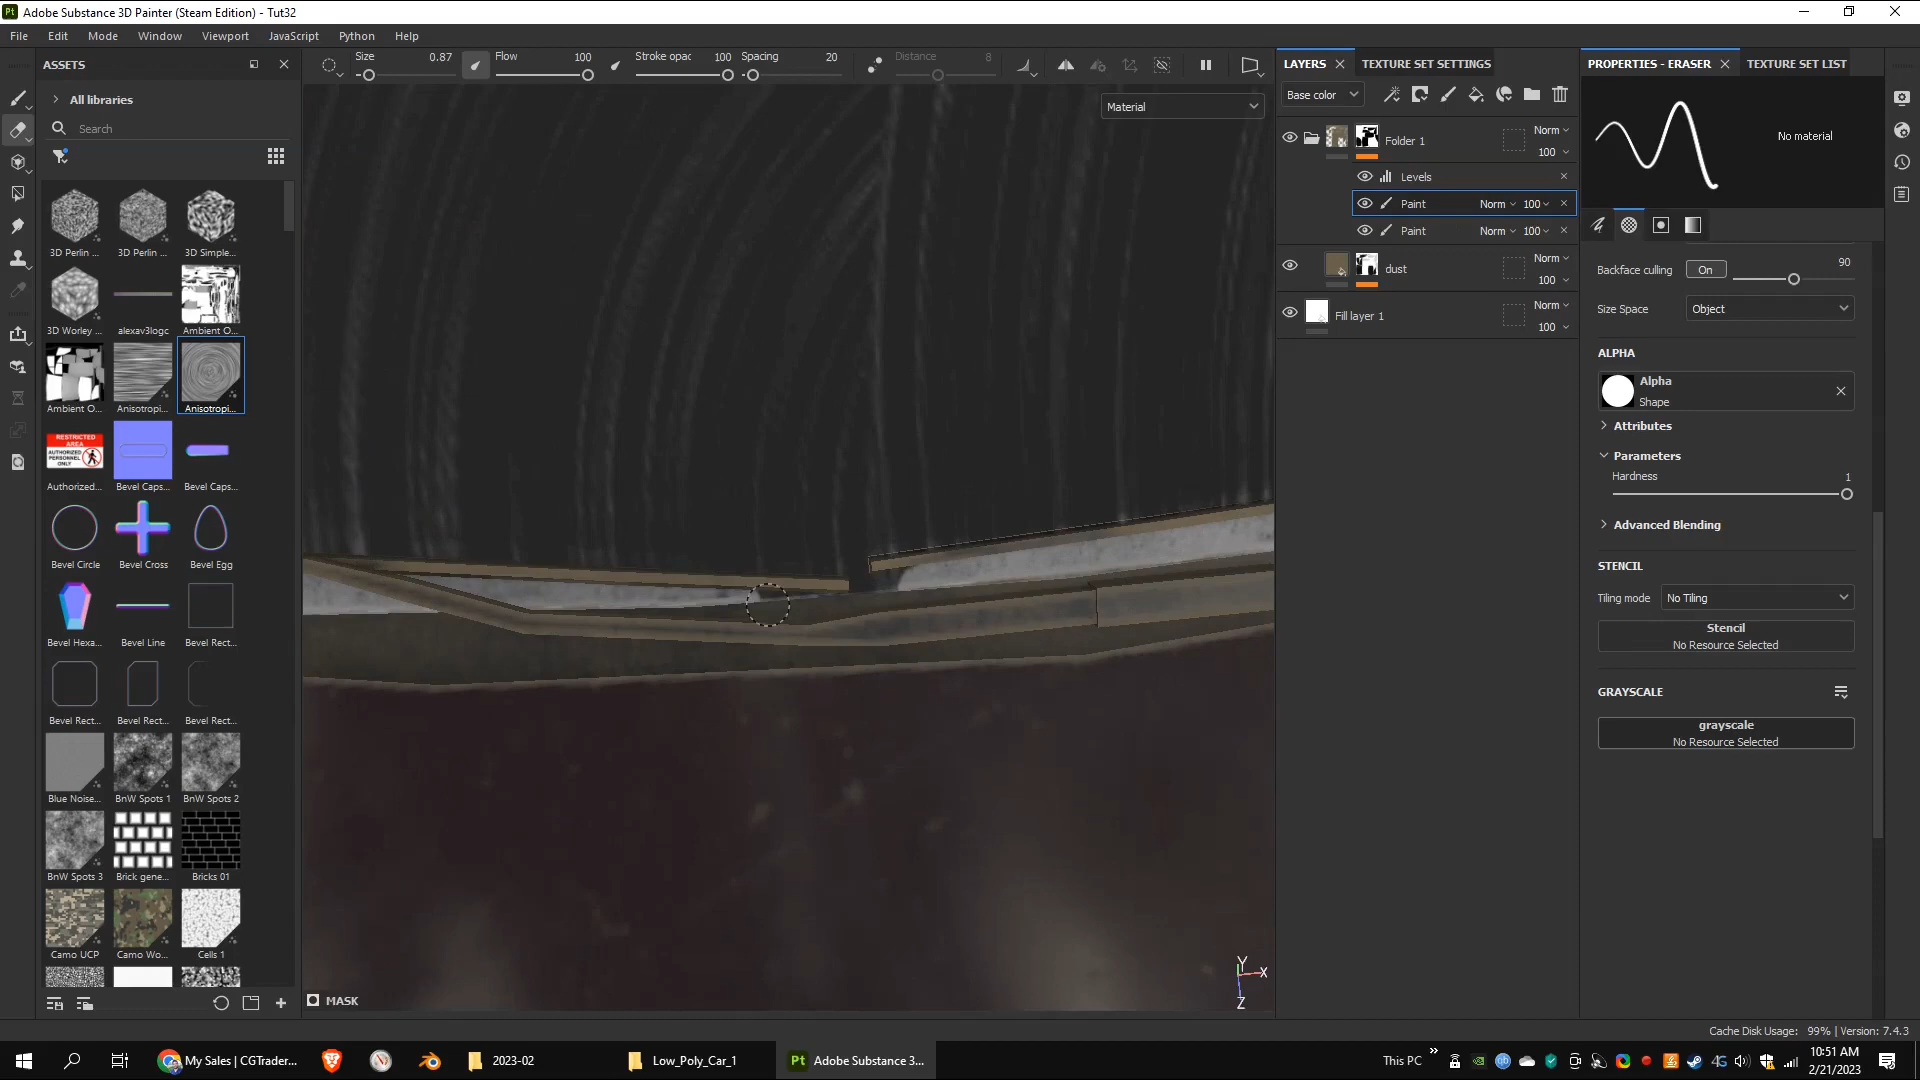 Adobe Substance 3D Painter (Steam Edition) - Tut32
File Edit Mode Window Viewport JavaScript Python Help
ASSETS
All libraries
Search
3D Perlin ... 3D Perlin ... 3D Simple...
3D Worley ... alexav3logc Ambient O...
Ambient O... Anisotropi... Anisotropi...
RESTRICTED AREA
AUTHORIZED PERSONNEL ONLY
Authorized... Bevel Caps... Bevel Caps...
Bevel Circle Bevel Cross Bevel Egg
Bevel Hexa... Bevel Line Bevel Rect...
Bevel Rect... Bevel Rect... Bevel Rect...
Blue Noise... BnW Spots 1 BnW Spots 2
BnW Spots 3 Brick gene... Bricks 01
Camo UCP Camo Wo... Cells 1
Size 0.87 Flow 100 Stroke opac 100 Spacing 20 Distance 8
Material
MASK
Y
X
Z
LAYERS TEXTURE SET SETTINGS
Base color
Folder 1 Norm 100
Levels
Paint Norm 100
Paint Norm 100
dust Norm 100
Fill layer 1 Norm 100
PROPERTIES - ERASER TEXTURE SET LIST
No material
Backface culling On 90
Size Space Object
ALPHA
Alpha
Shape
Attributes
Parameters
Hardness 1
Advanced Blending
STENCIL
Tiling mode No Tiling
Stencil
No Resource Selected
GRAYSCALE
grayscale
No Resource Selected
Cache Disk Usage: 99% | Version: 7.4.3
My Sales | CGTrader... 2023-02 Low_Poly_Car_1 Pt Adobe Substance 3... This PC 10:51 AM
2/21/2023